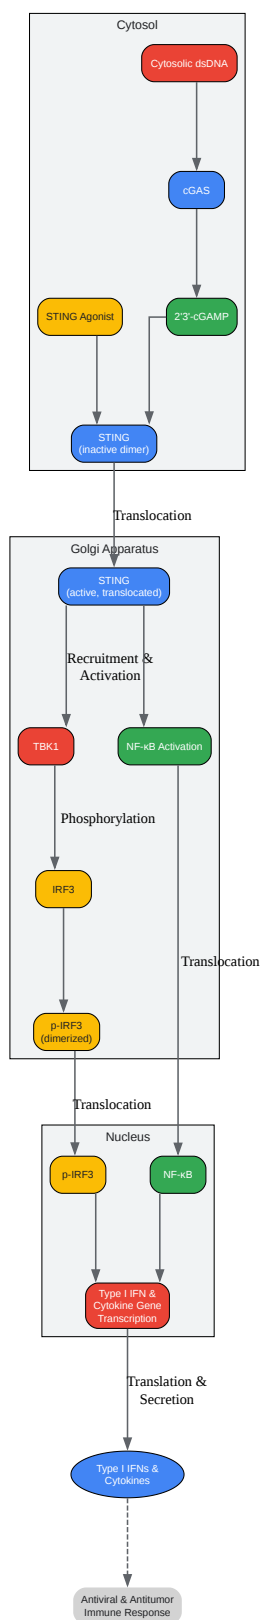 Cytosol
Cytosolic dsDNA
cGAS
STING Agonist
2'3'-cGAMP
STING
(inactive dimer)
Translocation
Golgi Apparatus
STING
(active, translocated)
Recruitment &
Activation
TBK1
NF-κB Activation
Phosphorylation
IRF3
Translocation
p-IRF3
(dimerized)
Translocation
Nucleus
p-IRF3
NF-κB
Type I IFN &
Cytokine Gene
Transcription
Translation &
Secretion
Type I IFNs &
Cytokines
Antiviral & Antitumor
Immune Response